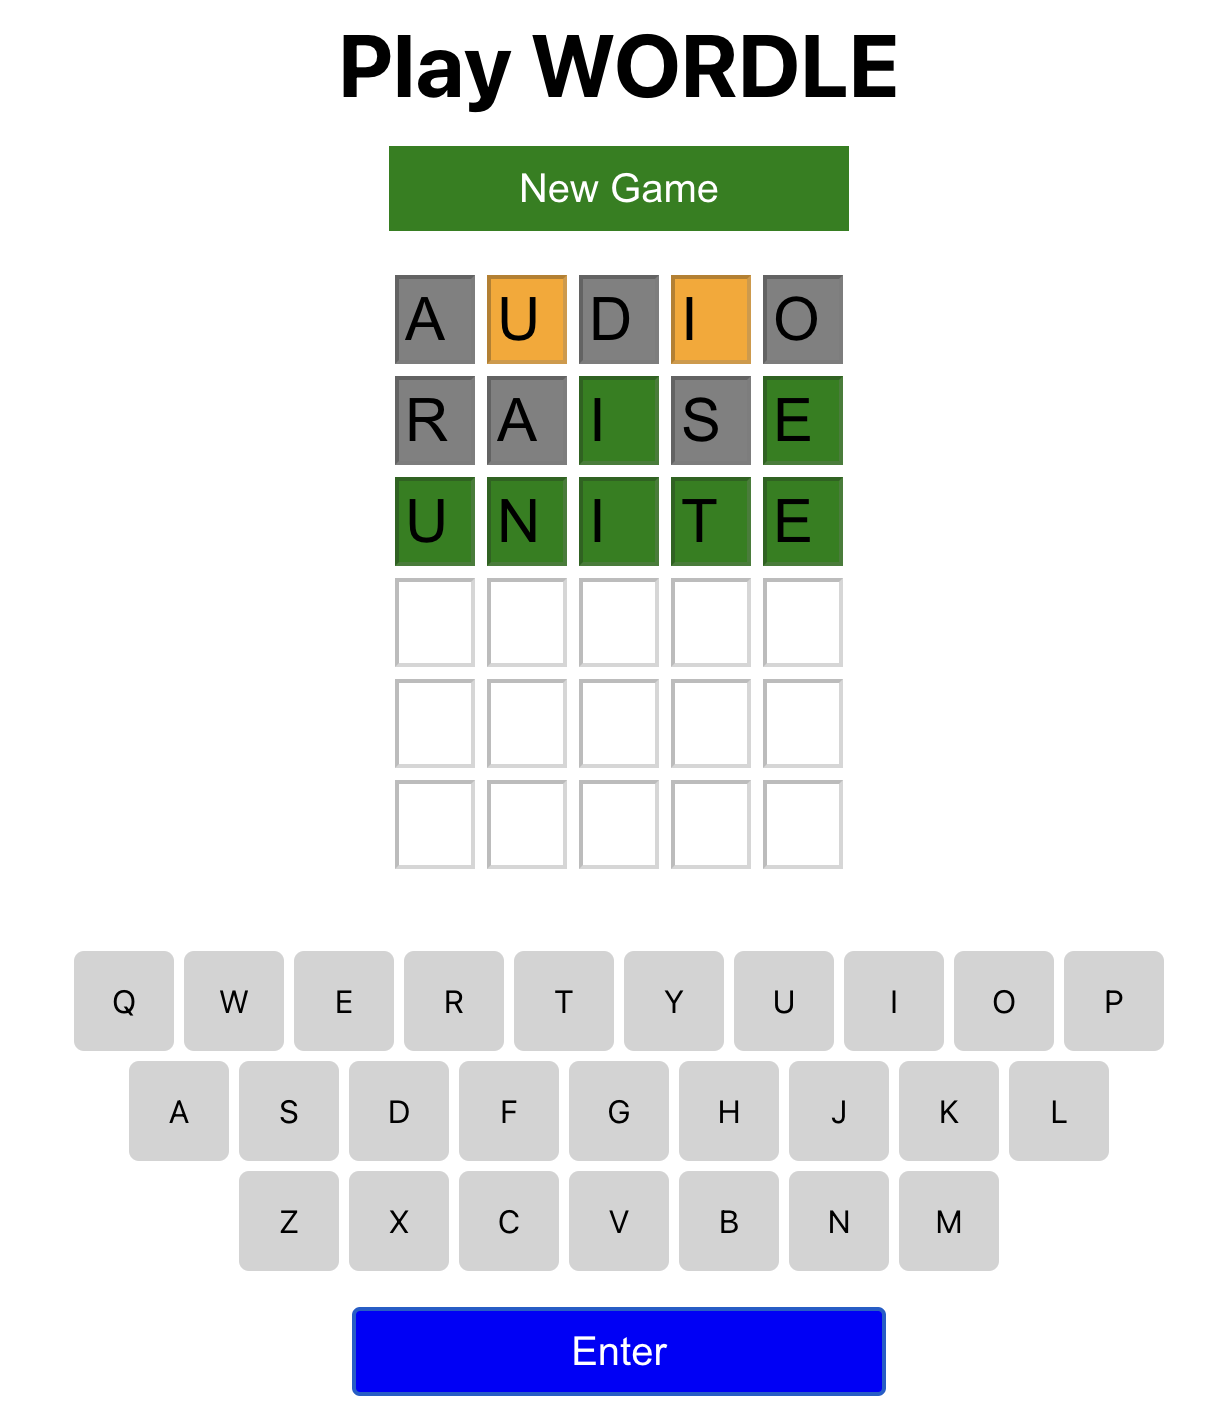 Play WORDLE
New Game
A U D I O
R A I S E
U N I T E
Q W E R T Y U I O P
A S D F G H J K L
Z X C V B N M
Enter